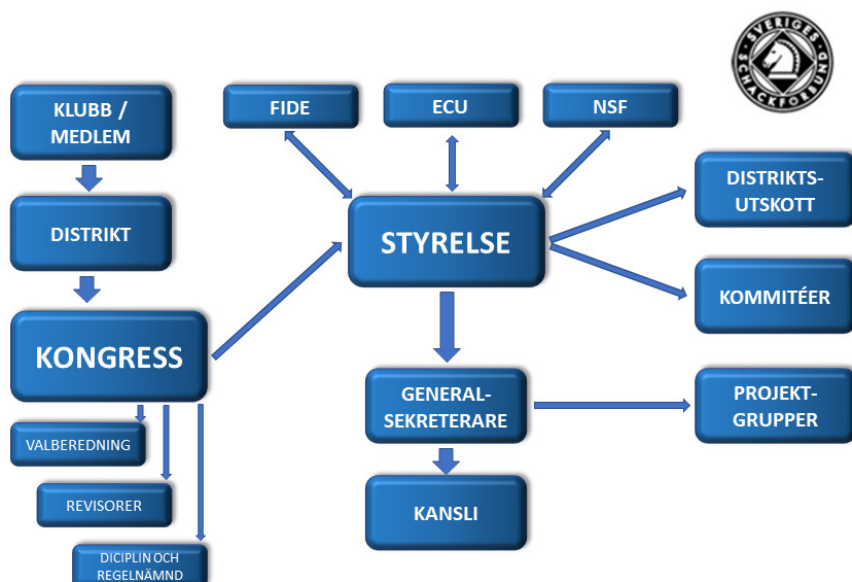 SVERIGES
SCHACKFÖRBUND
KLUBB /
MEDLEM
FIDE
ECU
NSF
DISTRIKT
STYRELSE
DISTRIKTS-
UTSKOTT
KOMMITÉER
KONGRESS
GENERAL-
SEKRETERARE
PROJEKT-
GRUPPER
VALBEREDNING
REVISORER
KANSLI
DICIPLIN OCH
REGELNÄMND